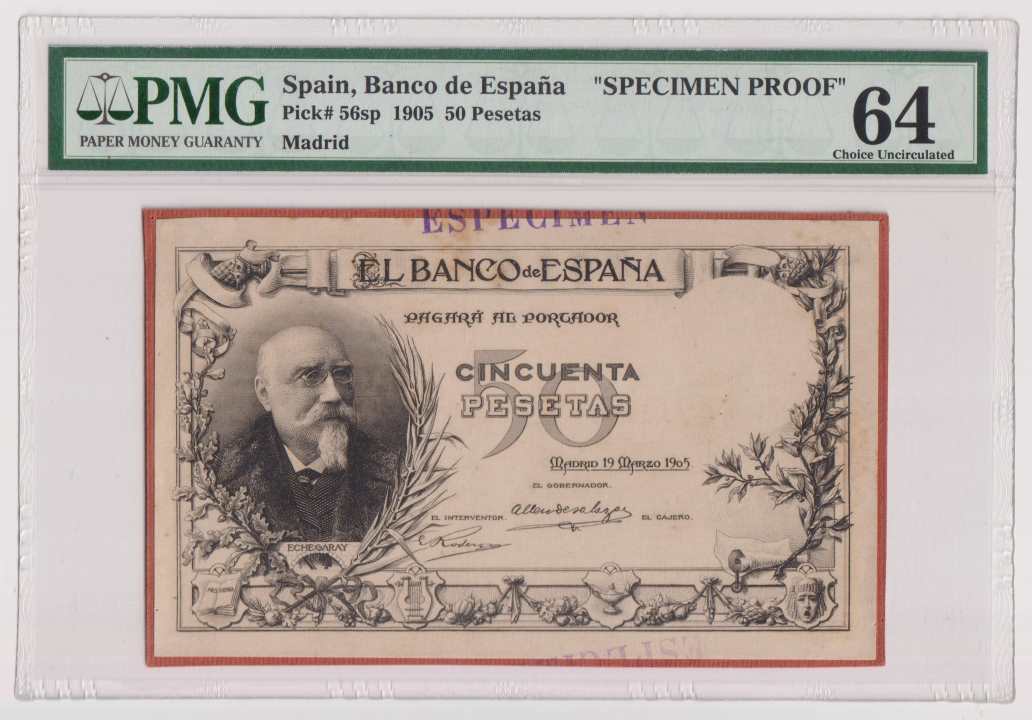 PMG
PAPER MONEY GUARANTY
Spain, Banco de España "SPECIMEN PROOF"
Pick# 56sp 1905 50 Pesetas
Madrid
64
Choice Uncirculated
ESPECIMEN
EL BANCO de ESPAÑA
PAGARÁ AL PORTADOR
50
CINCUENTA
PESETAS
MADRID 19 MARZO 1905
EL GOBERNADOR.
EL INTERVENTOR.
EL CAJERO.
ECHEGARAY